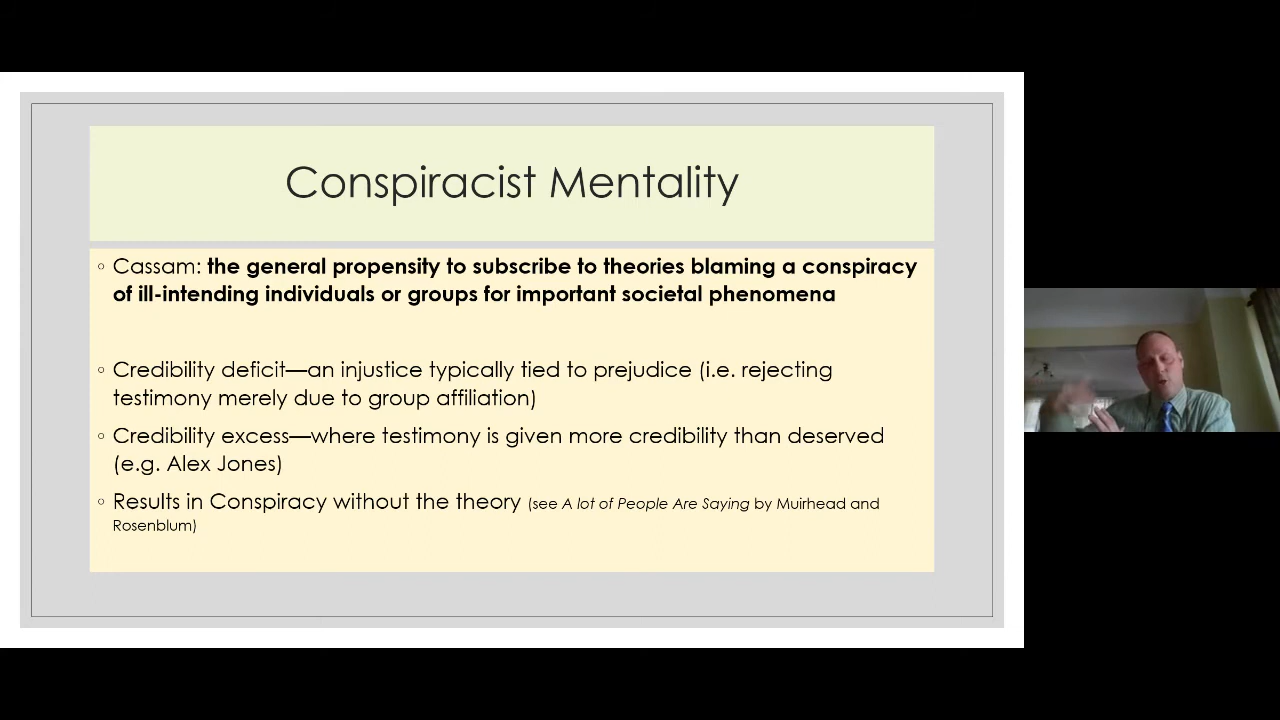 Conspiracist Mentality
◦ Cassam: the general propensity to subscribe to theories blaming a conspiracy
of ill-intending individuals or groups for important societal phenomena
◦ Credibility deficit—an injustice typically tied to prejudice (i.e. rejecting
testimony merely due to group affiliation)
◦ Credibility excess—where testimony is given more credibility than deserved
(e.g. Alex Jones)
◦ Results in Conspiracy without the theory (see A lot of People Are Saying by Muirhead and
Rosenblum)